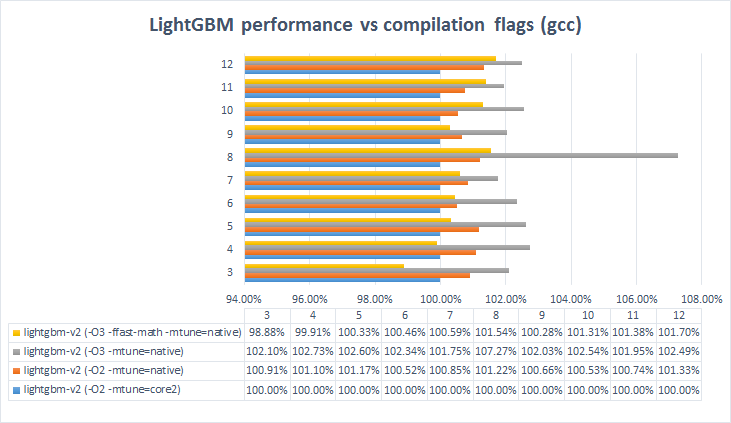 LightGBM performance vs compilation flags (gcc)
12
11
10
9
8
7
6
5
4
3
94.00% 96.00% 98.00% 100.00% 102.00% 104.00% 106.00% 108.00%
3 4 5 6 7 8 9 10 11 12
lightgbm-v2 (-O3 -ffast-math -mtune=native) 98.88% 99.91% 100.33% 100.46% 100.59% 101.54% 100.28% 101.31% 101.38% 101.70%
lightgbm-v2 (-O3 -mtune=native) 102.10% 102.73% 102.60% 102.34% 101.75% 107.27% 102.03% 102.54% 101.95% 102.49%
lightgbm-v2 (-O2 -mtune=native) 100.91% 101.10% 101.17% 100.52% 100.85% 101.22% 100.66% 100.53% 100.74% 101.33%
lightgbm-v2 (-O2 -mtune=core2) 100.00% 100.00% 100.00% 100.00% 100.00% 100.00% 100.00% 100.00% 100.00% 100.00%